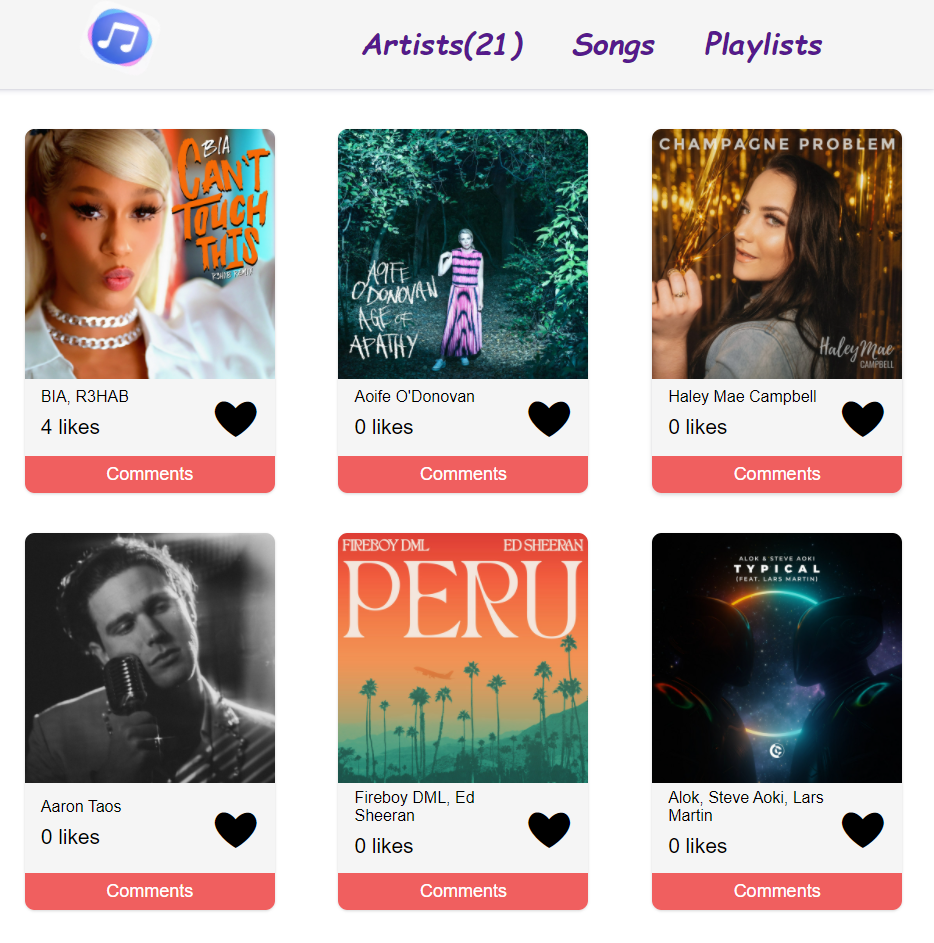 Artists(21) Songs Playlists
BIA
CAN'T
TOUCH
THIS
R3HAB REMIX
AOIFE
O'DONOVAN
AGE OF
APATHY
CHAMPAGNE PROBLEM
Haley Mae
CAMPBELL
BIA, R3HAB
4 likes
Comments
Aoife O'Donovan
0 likes
Comments
Haley Mae Campbell
0 likes
Comments
FIREBOY DML ED SHEERAN
PERU
ALOK & STEVE AOKI
TYPICAL
(FEAT. LARS MARTIN)
Aaron Taos
0 likes
Comments
Fireboy DML, Ed
Sheeran
0 likes
Comments
Alok, Steve Aoki, Lars
Martin
0 likes
Comments